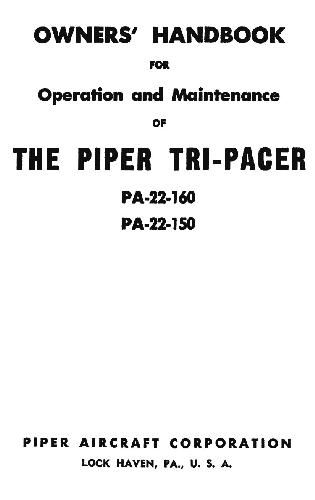 OWNERS' HANDBOOK
FOR
Operation and Maintenance
OF
THE PIPER TRI-PACER
PA-22-160
PA-22-150
PIPER AIRCRAFT CORPORATION
LOCK HAVEN, PA., U. S. A.